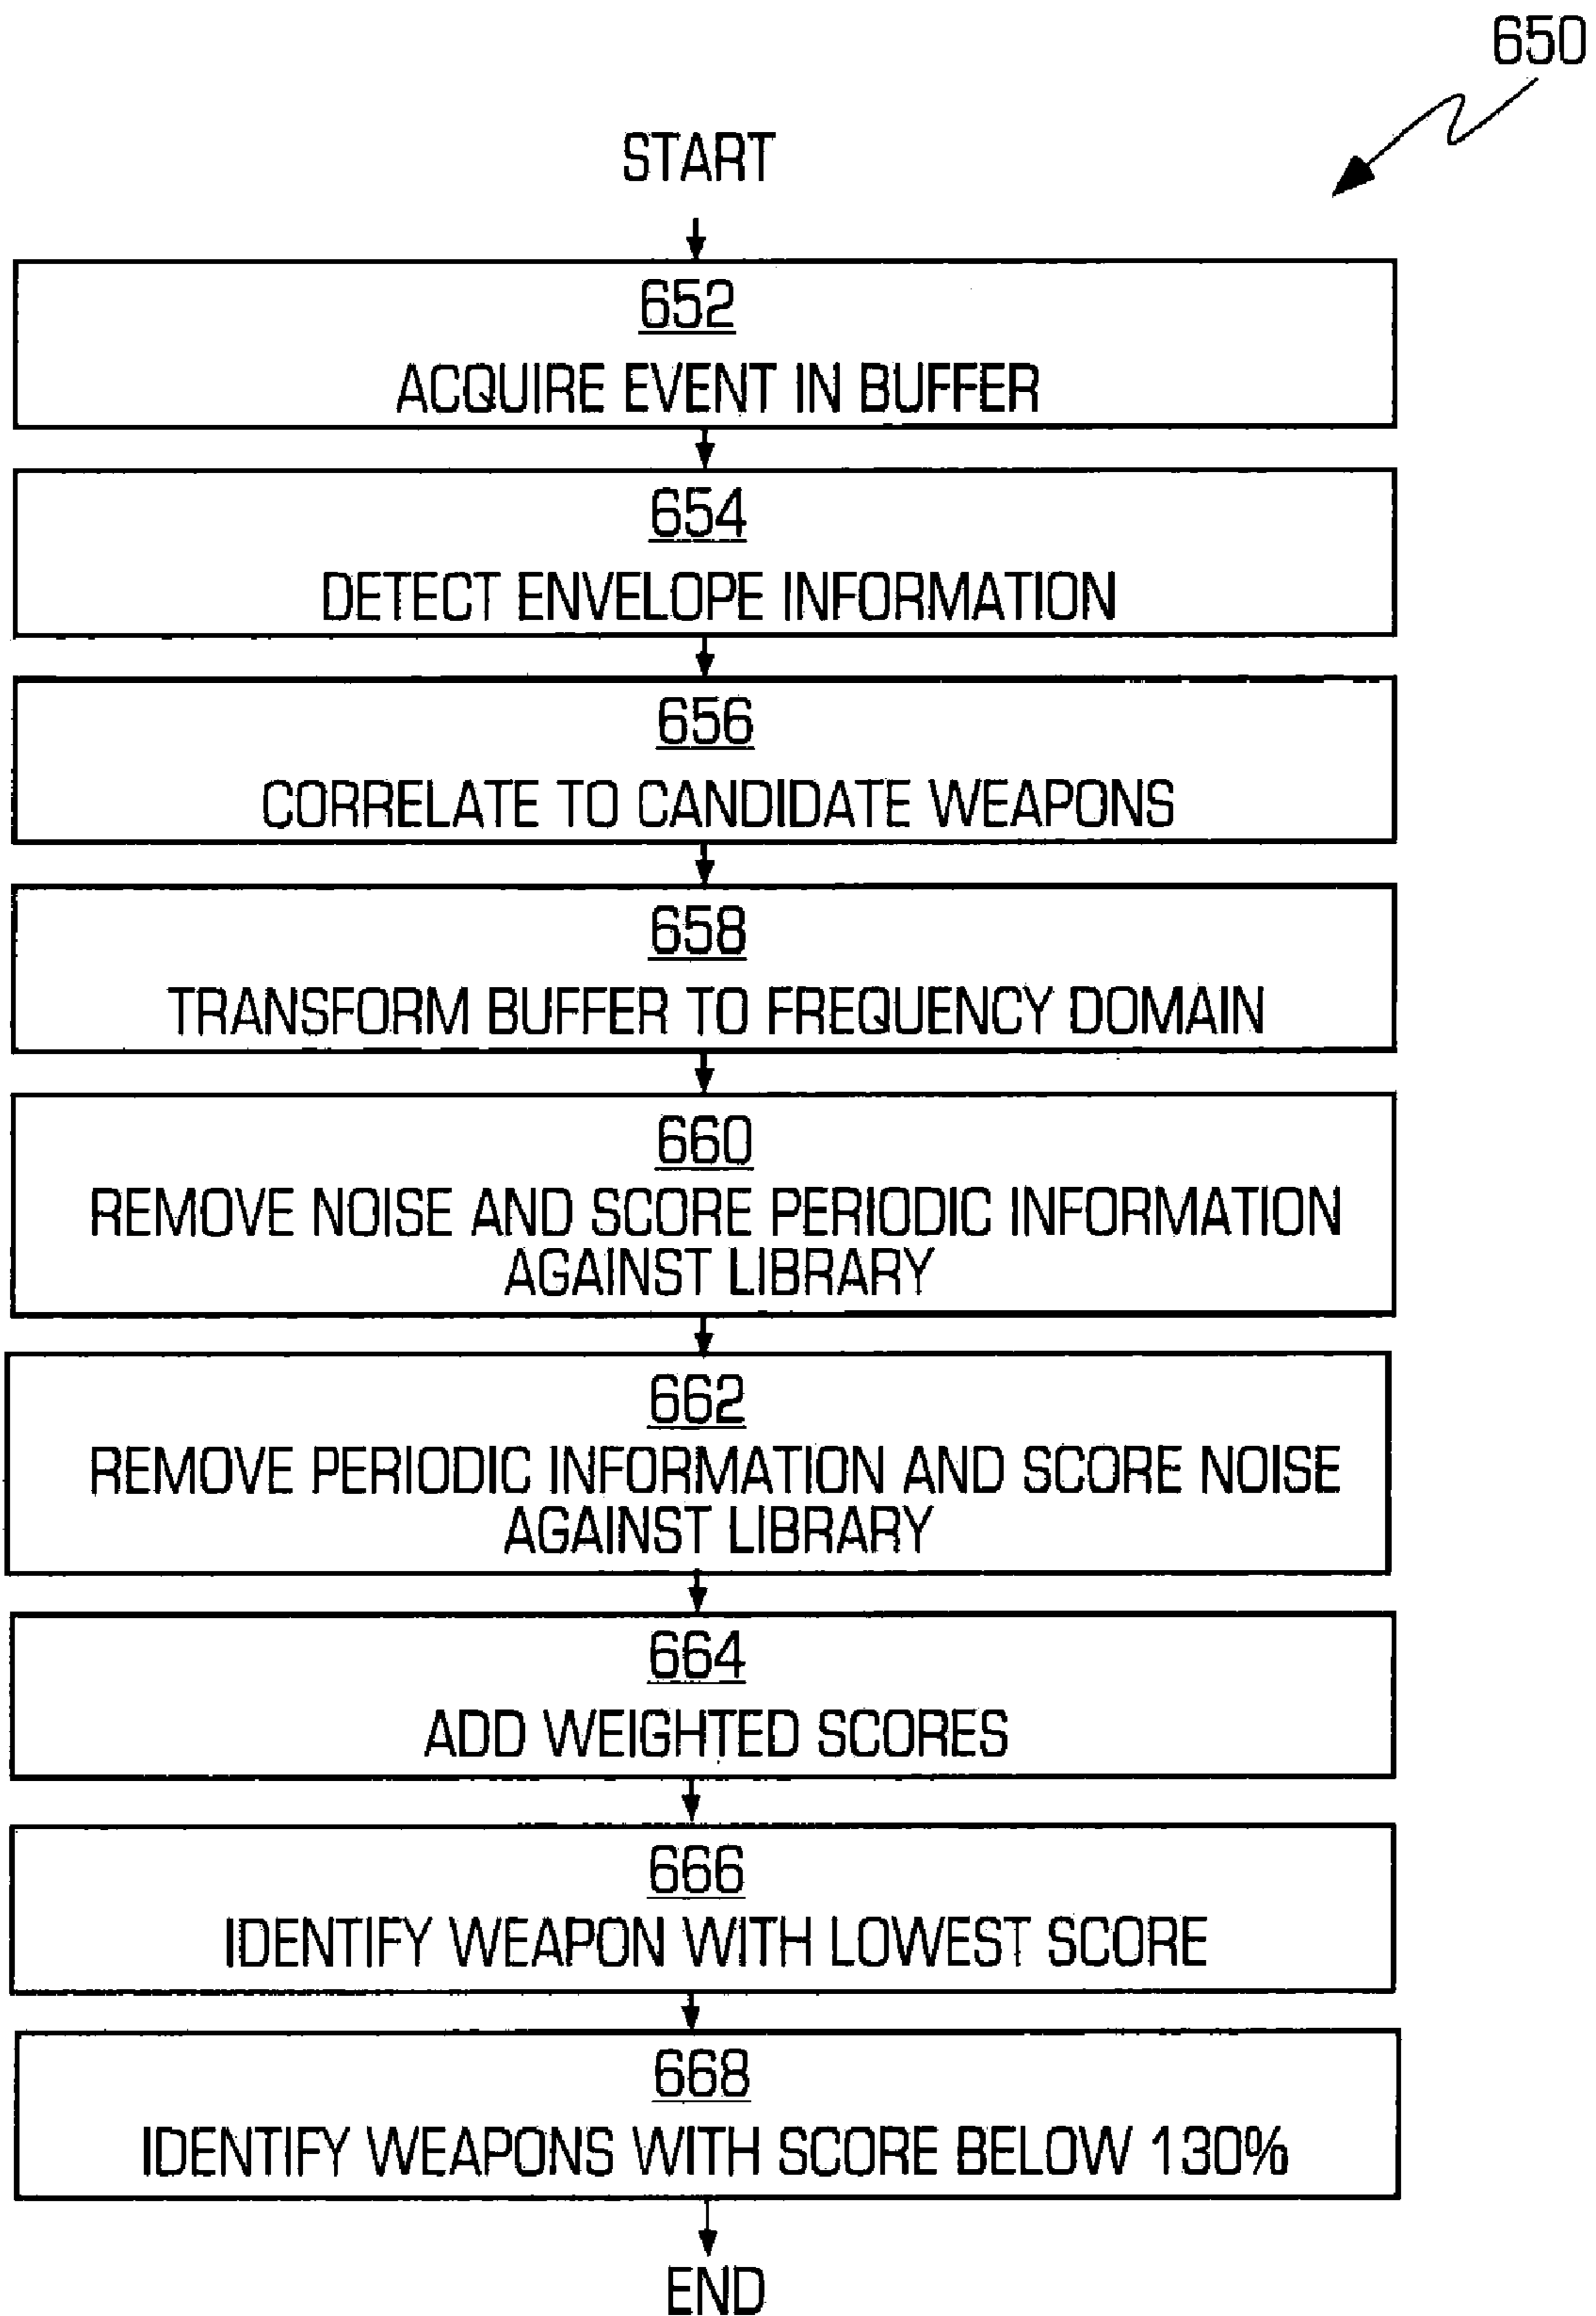 650
START
652
ACQUIRE EVENT IN BUFFER
654
DETECT ENVELOPE INFORMATION
656
CORRELATE TO CANDIDATE WEAPONS
658
TRANSFORM BUFFER TO FREQUENCY DOMAIN
660
REMOVE NOISE AND SCORE PERIODIC INFORMATION
AGAINST LIBRARY
662
REMOVE PERIODIC INFORMATION AND SCORE NOISE
AGAINST LIBRARY
664
ADD WEIGHTED SCORES
666
IDENTIFY WEAPON WITH LOWEST SCORE
668
IDENTIFY WEAPONS WITH SCORE BELOW 130%
END